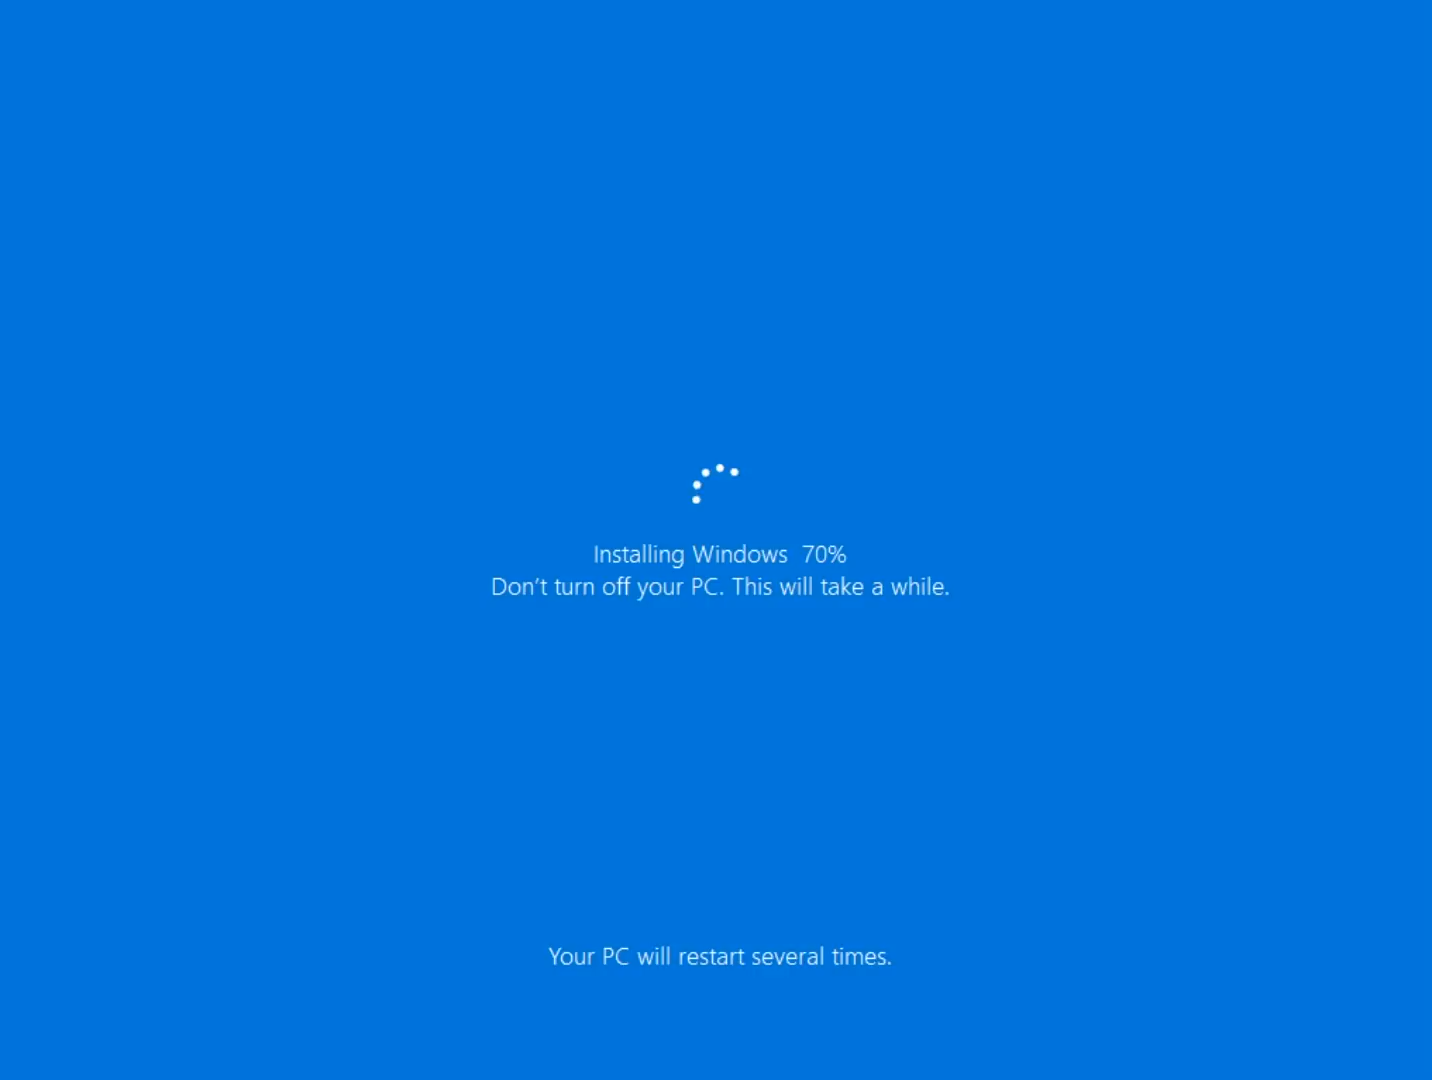 Installing Windows  70%
Don’t turn off your PC. This will take a while.
Your PC will restart several times.